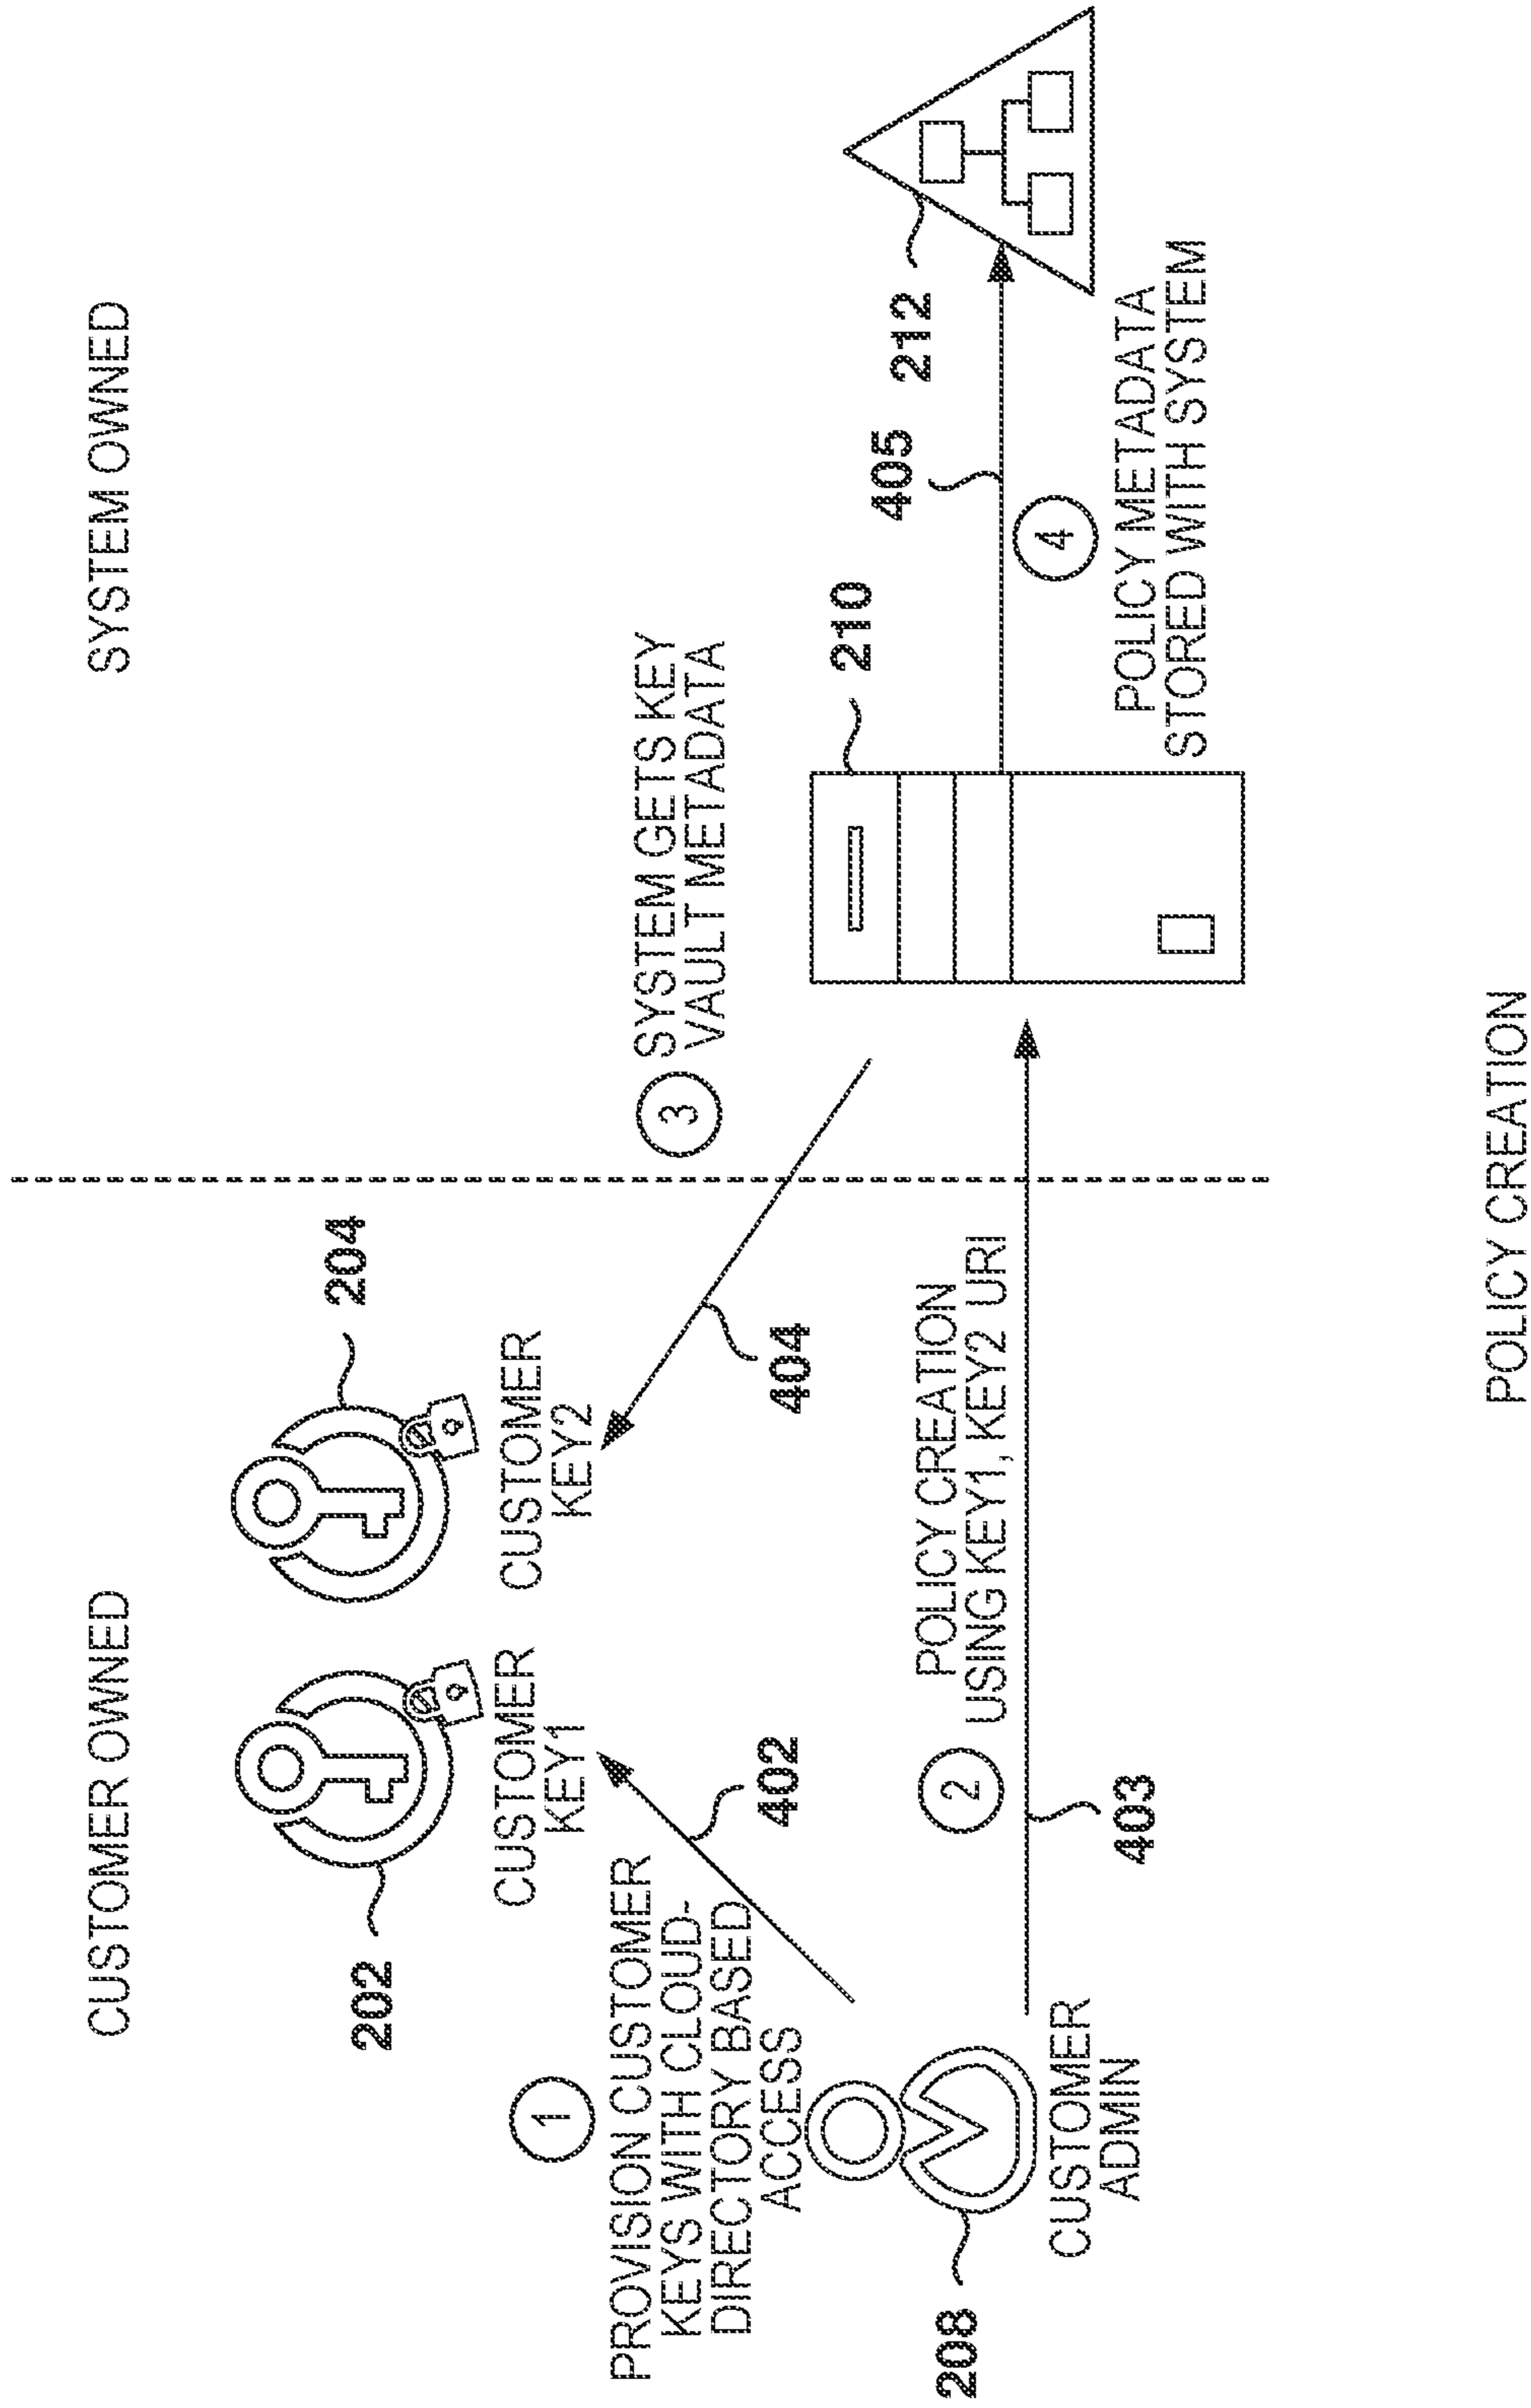 CUSTOMER OWNED
SYSTEM OWNED
202
204
CUSTOMER
KEY1
CUSTOMER
KEY2
1
PROVISION CUSTOMER
KEYS WITH CLOUD-
DIRECTORY BASED
ACCESS
402
404
3
SYSTEM GETS KEY
VAULT METADATA
208
CUSTOMER
ADMIN
2
POLICY CREATION
USING KEY1, KEY2 URI
403
210
405
212
4
POLICY METADATA
STORED WITH SYSTEM
POLICY CREATION